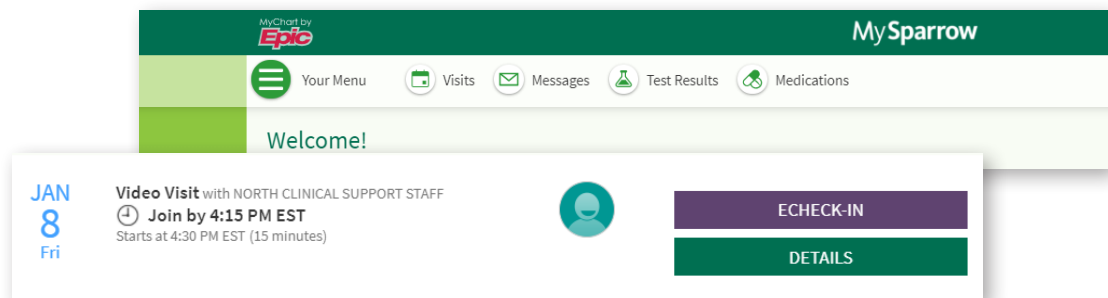 MyChart by
Epic
MySparrow
Your Menu
Visits
Messages
Test Results
Medications
Welcome!
JAN
8
Fri
Video Visit with NORTH CLINICAL SUPPORT STAFF
Join by 4:15 PM EST
Starts at 4:30 PM EST (15 minutes)
ECHECK-IN
DETAILS